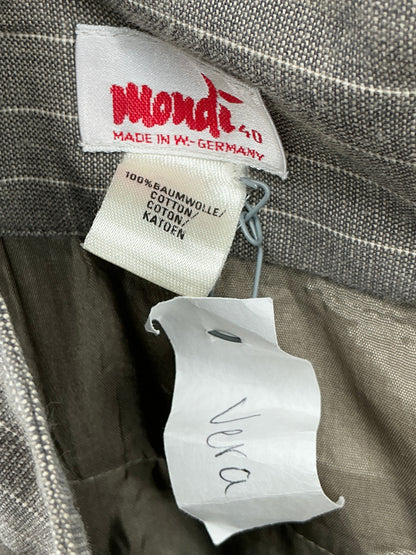 mondi
40
MADE IN W.-GERMANY
100% BAUMWOLLE/
COTTON/
COTON/
KATOEN
Vera